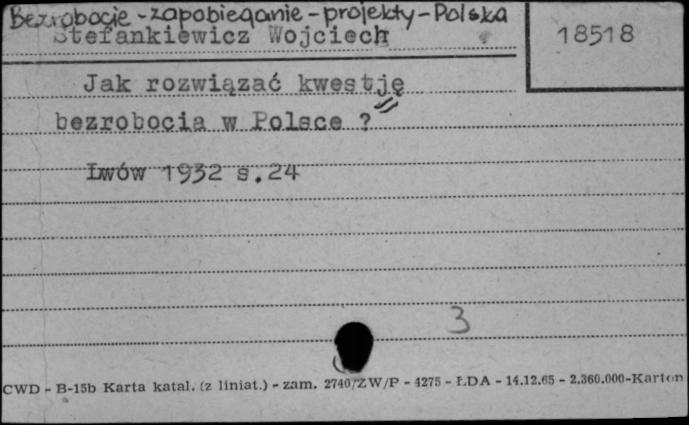 Bezrobocie - zapobieganie - projekty - Polska
Stefankiewicz Wojciech
18518
Jak rozwiązać kwestję
bezrobocia w Polsce ?
Lwów 1932 s.24
3
CWD - B-15b Karta katal. (z liniat.) - zam. 2740/ZW/P - 4275 - ŁDA - 14.12.65 - 2.360.000-Karton